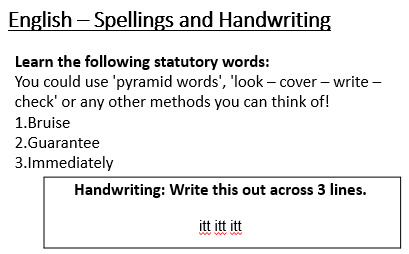 English – Spellings and Handwriting
Learn the following statutory words:
You could use 'pyramid words', 'look – cover – write –
check' or any other methods you can think of!
1.Bruise
2.Guarantee
3.Immediately
Handwriting: Write this out across 3 lines.
itt itt itt